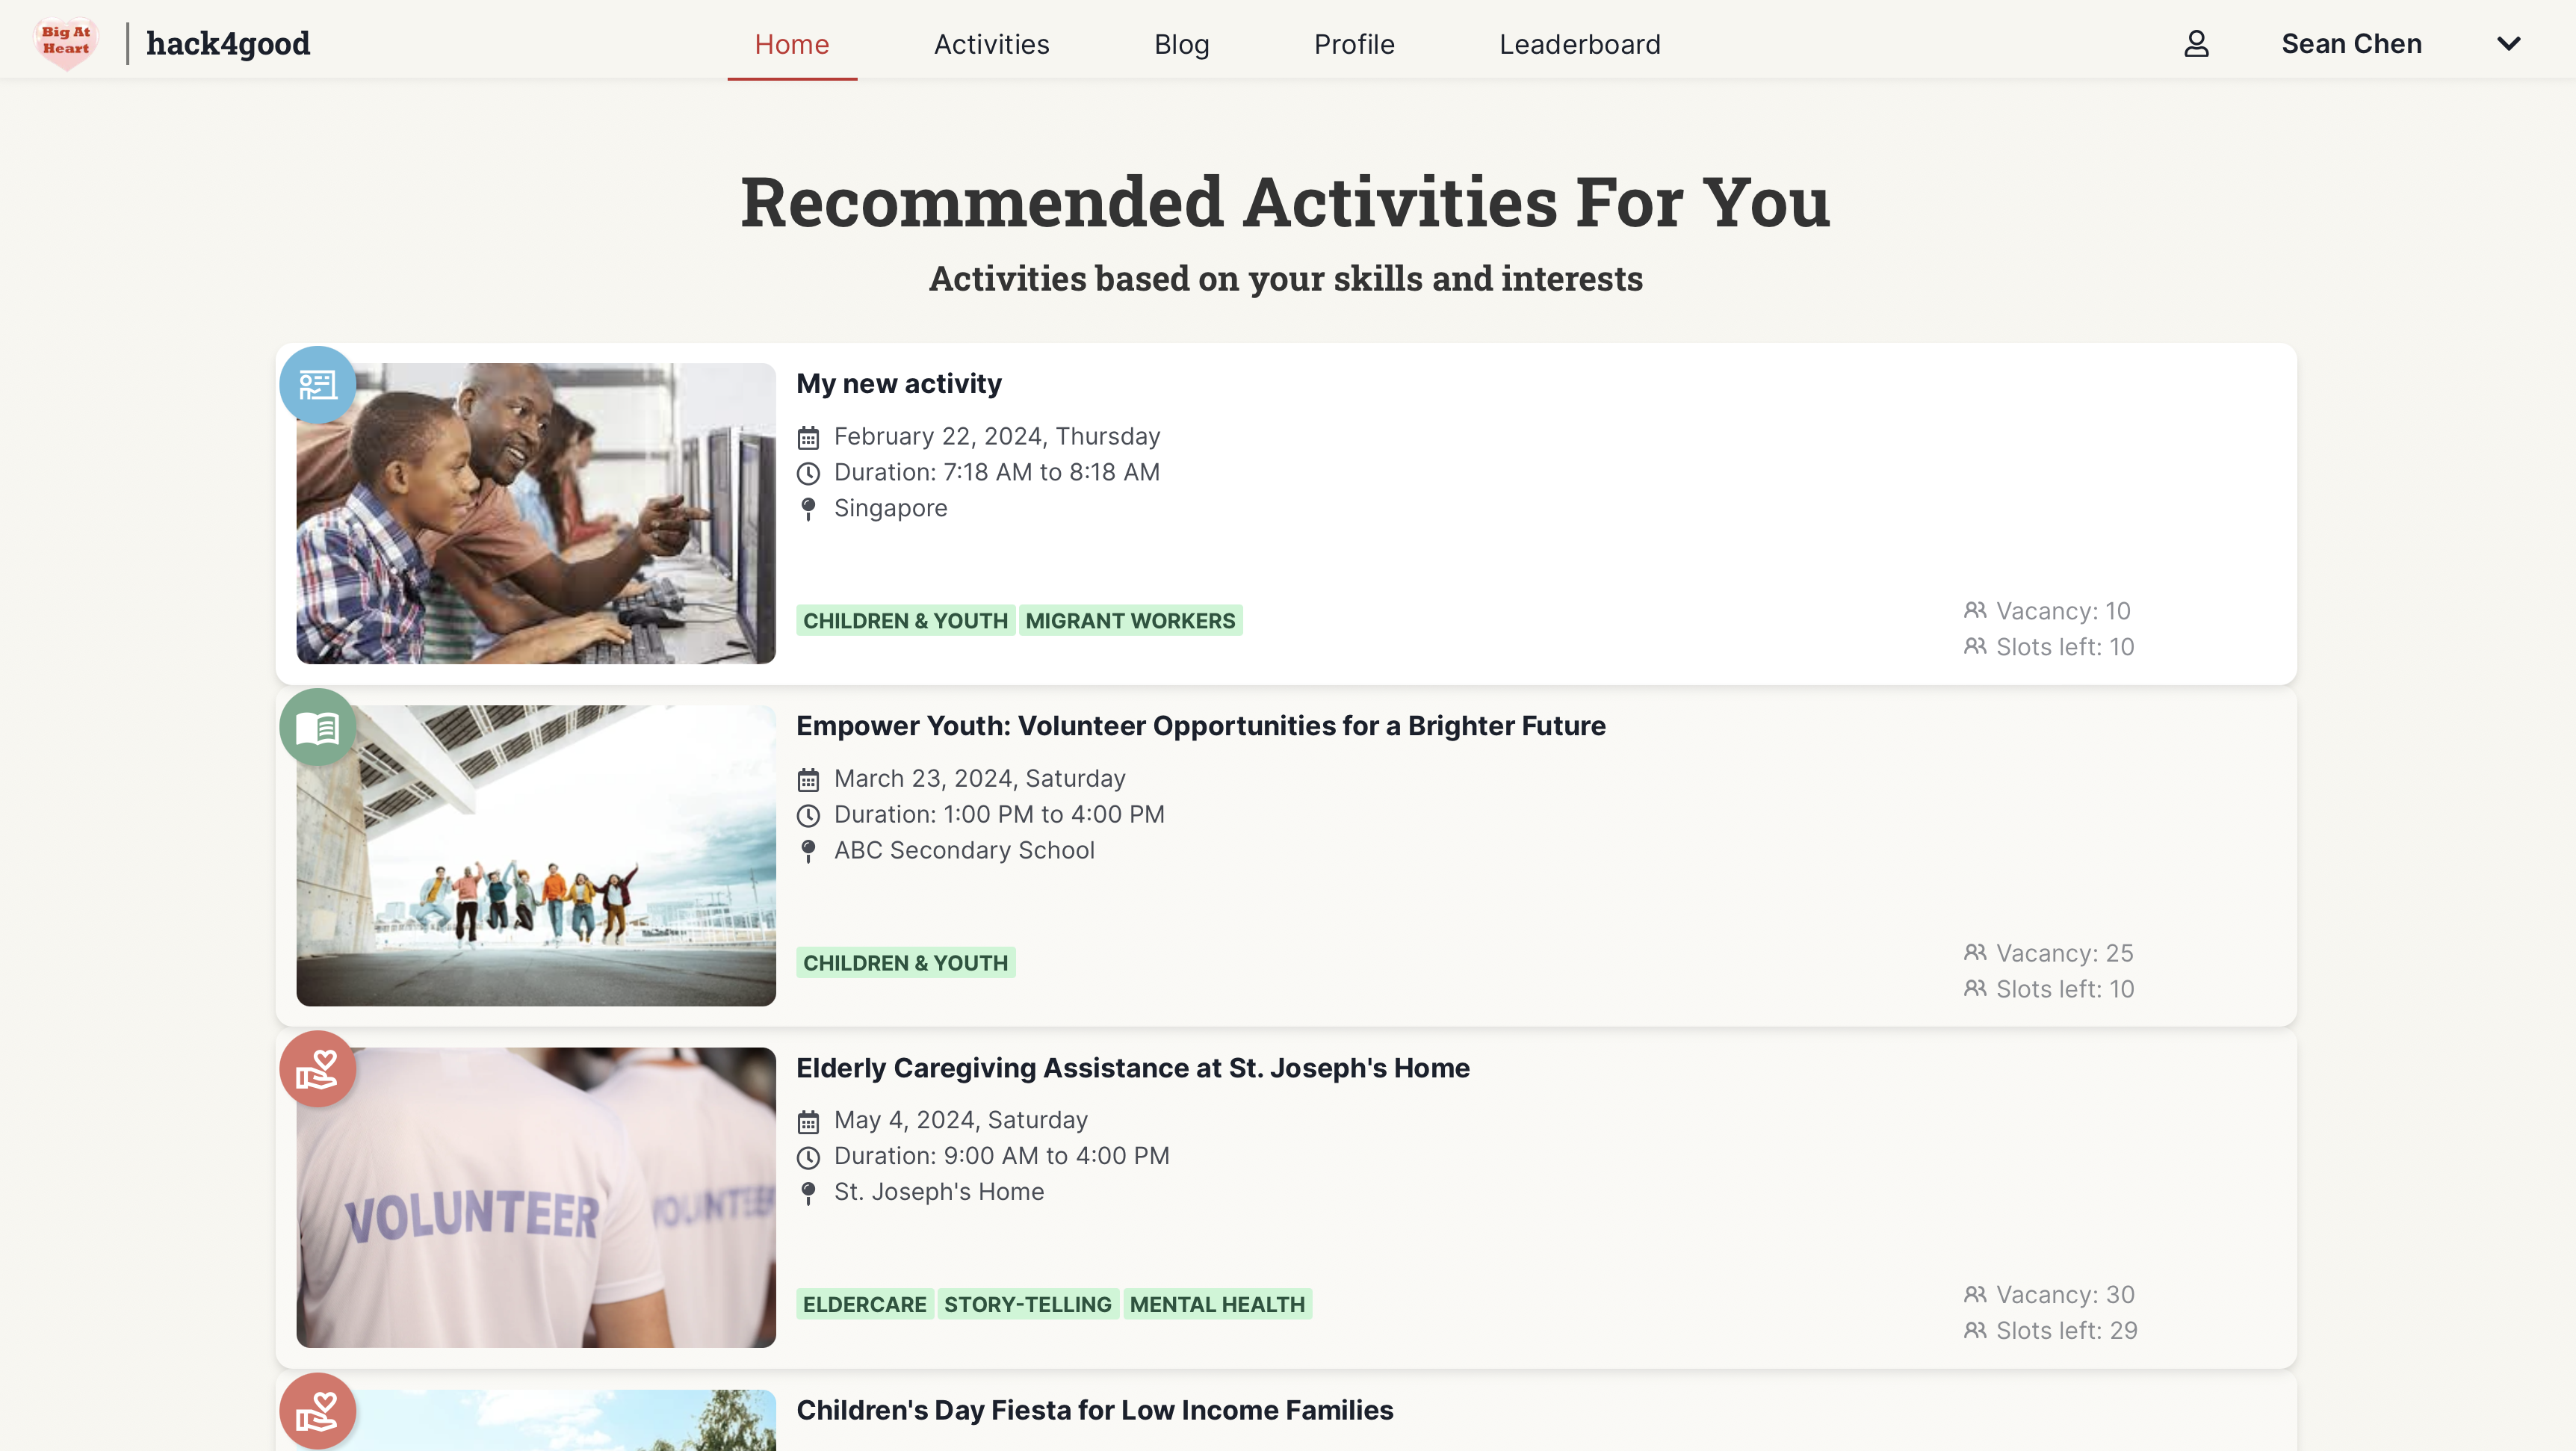 Big At
Heart
hack4good
Home
Activities
Blog
Profile
Leaderboard
Sean Chen
Recommended Activities For You
Activities based on your skills and interests
My new activity
February 22, 2024, Thursday
Duration: 7:18 AM to 8:18 AM
Singapore
CHILDREN & YOUTH
MIGRANT WORKERS
Vacancy: 10
Slots left: 10
Empower Youth: Volunteer Opportunities for a Brighter Future
March 23, 2024, Saturday
Duration: 1:00 PM to 4:00 PM
ABC Secondary School
CHILDREN & YOUTH
Vacancy: 25
Slots left: 10
VOLUNTEER
VOLUNTEER
Elderly Caregiving Assistance at St. Joseph's Home
May 4, 2024, Saturday
Duration: 9:00 AM to 4:00 PM
St. Joseph's Home
ELDERCARE
STORY-TELLING
MENTAL HEALTH
Vacancy: 30
Slots left: 29
Children's Day Fiesta for Low Income Families